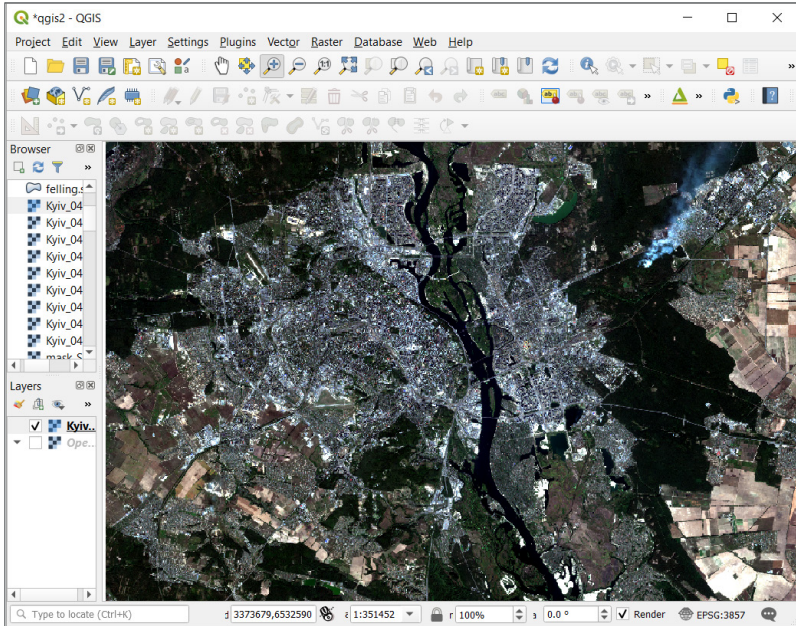 *qgis2 - QGIS
Project Edit View Layer Settings Plugins Vector Raster Database Web Help
Browser
felling.s
Kyiv_04
Kyiv_04
Kyiv_04
Kyiv_04
Kyiv_04
Kyiv_04
Kyiv_04
Kyiv_04
Kyiv_04
mask_S
Layers
Kyiv..
Ope...
Type to locate (Ctrl+K) 3373679,6532590 1:351452 r 100% a 0.0 ° Render EPSG:3857